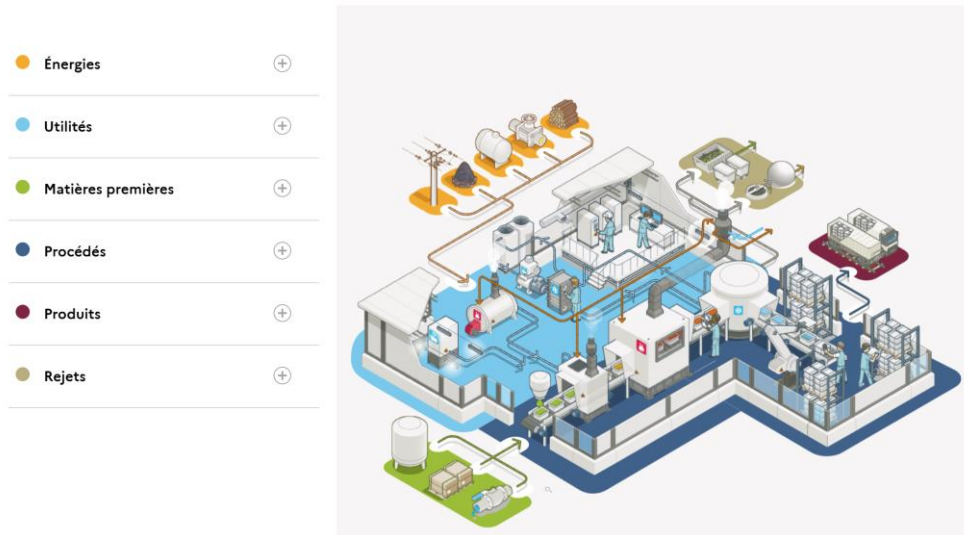 Énergies
Utilités
Matières premières
Procédés
Produits
Rejets